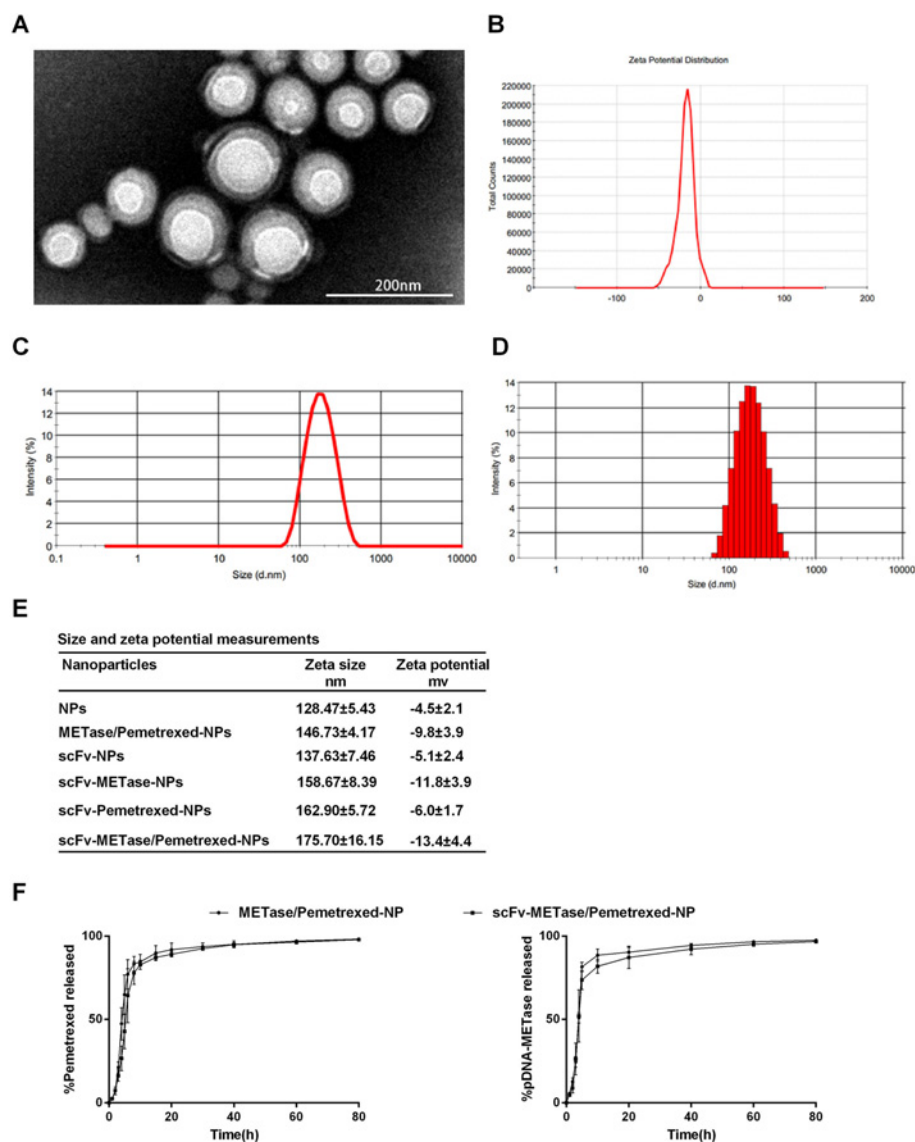 A
200nm
B
Zeta Potential Distribution
Total Counts
220000
200000
180000
160000
140000
120000
100000
80000
60000
40000
20000
0
-100 0 100 200
C
Intensity (%)
14
12
10
8
6
4
2
0
0.1 1 10 100 1000 10000
Size (d.nm)
D
Intensity (%)
14
12
10
8
6
4
2
0
1 10 100 1000 10000
Size (d.nm)
E
Size and zeta potential measurements
Nanoparticles Zeta size Zeta potential
nm mv
NPs 128.47±5.43 -4.5±2.1
METase/Pemetrexed-NPs 146.73±4.17 -9.8±3.9
scFv-NPs 137.63±7.46 -5.1±2.4
scFv-METase-NPs 158.67±8.39 -11.8±3.9
scFv-Pemetrexed-NPs 162.90±5.72 -6.0±1.7
scFv-METase/Pemetrexed-NPs 175.70±16.15 -13.4±4.4
F
METase/Pemetrexed-NP scFv-METase/Pemetrexed-NP
%Pemetrexed released
100
50
0
0 20 40 60 80
Time(h)
%pDNA-METase released
100
50
0
0 20 40 60 80
Time(h)